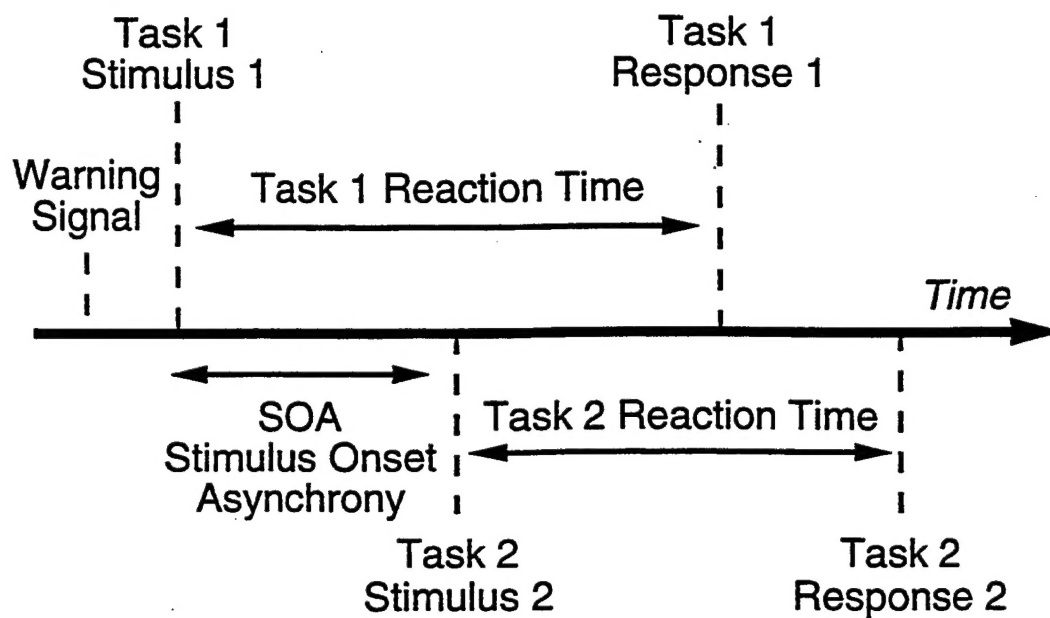 Task 1
Stimulus 1
Task 1
Response 1
Warning
Signal
Task 1 Reaction Time
Time
SOA
Stimulus Onset
Asynchrony
Task 2 Reaction Time
Task 2
Stimulus 2
Task 2
Response 2